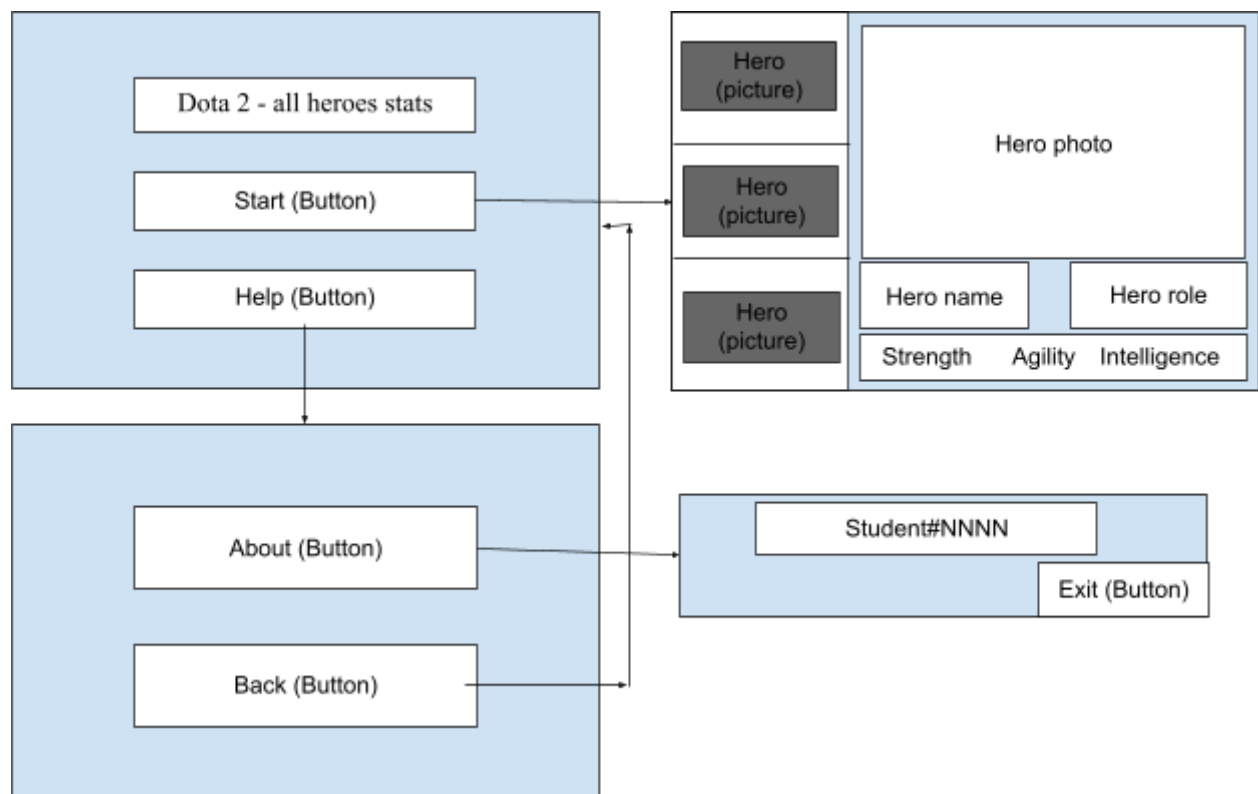 Dota 2 - all heroes stats
Start (Button)
Help (Button)
Hero
(picture)
Hero
(picture)
Hero
(picture)
Hero photo
Hero name
Hero role
Strength Agility Intelligence
About (Button)
Back (Button)
Student#NNNN
Exit (Button)